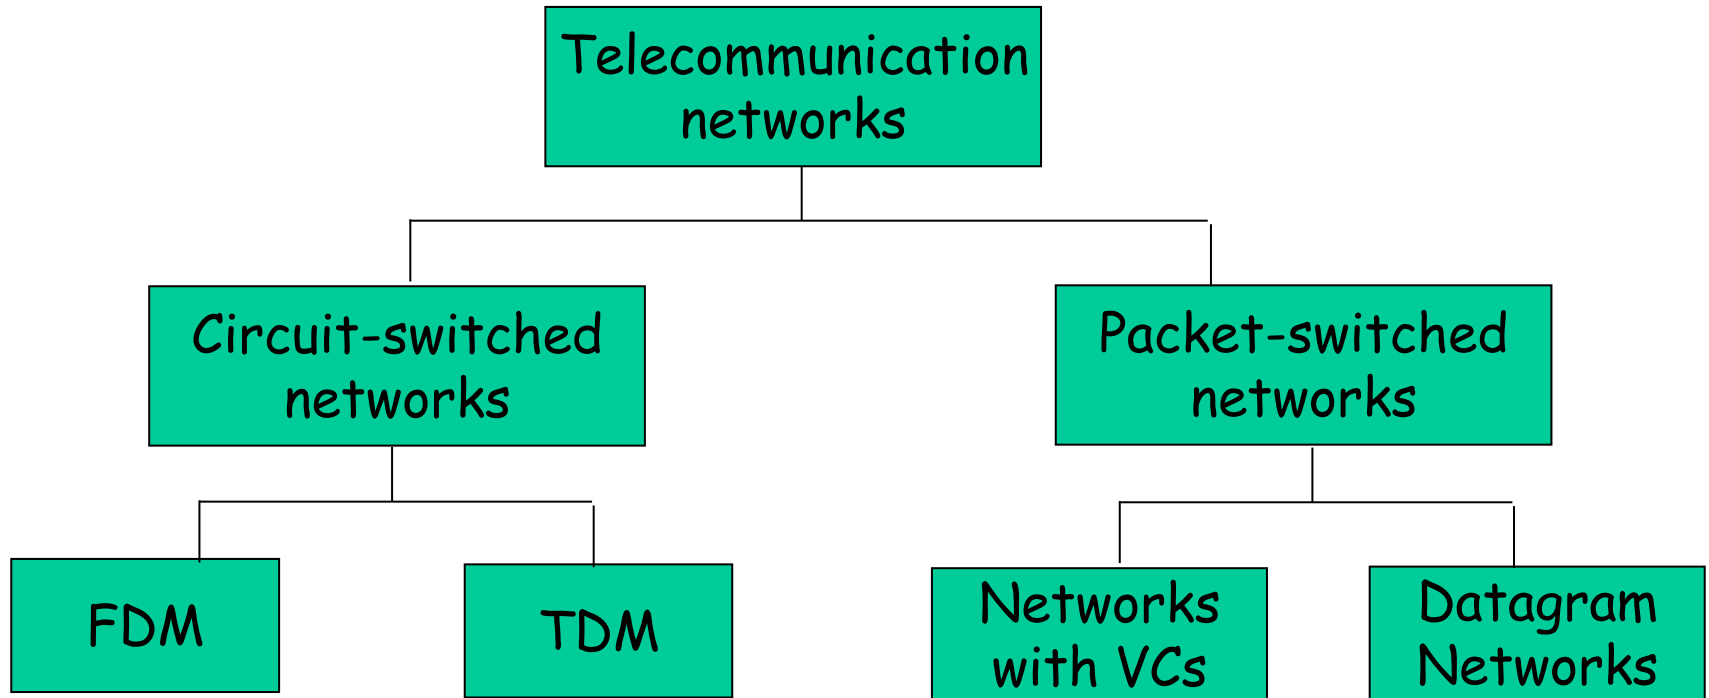 Telecommunication
networks
Circuit-switched
networks
Packet-switched
networks
FDM
TDM
Networks
with VCs
Datagram
Networks